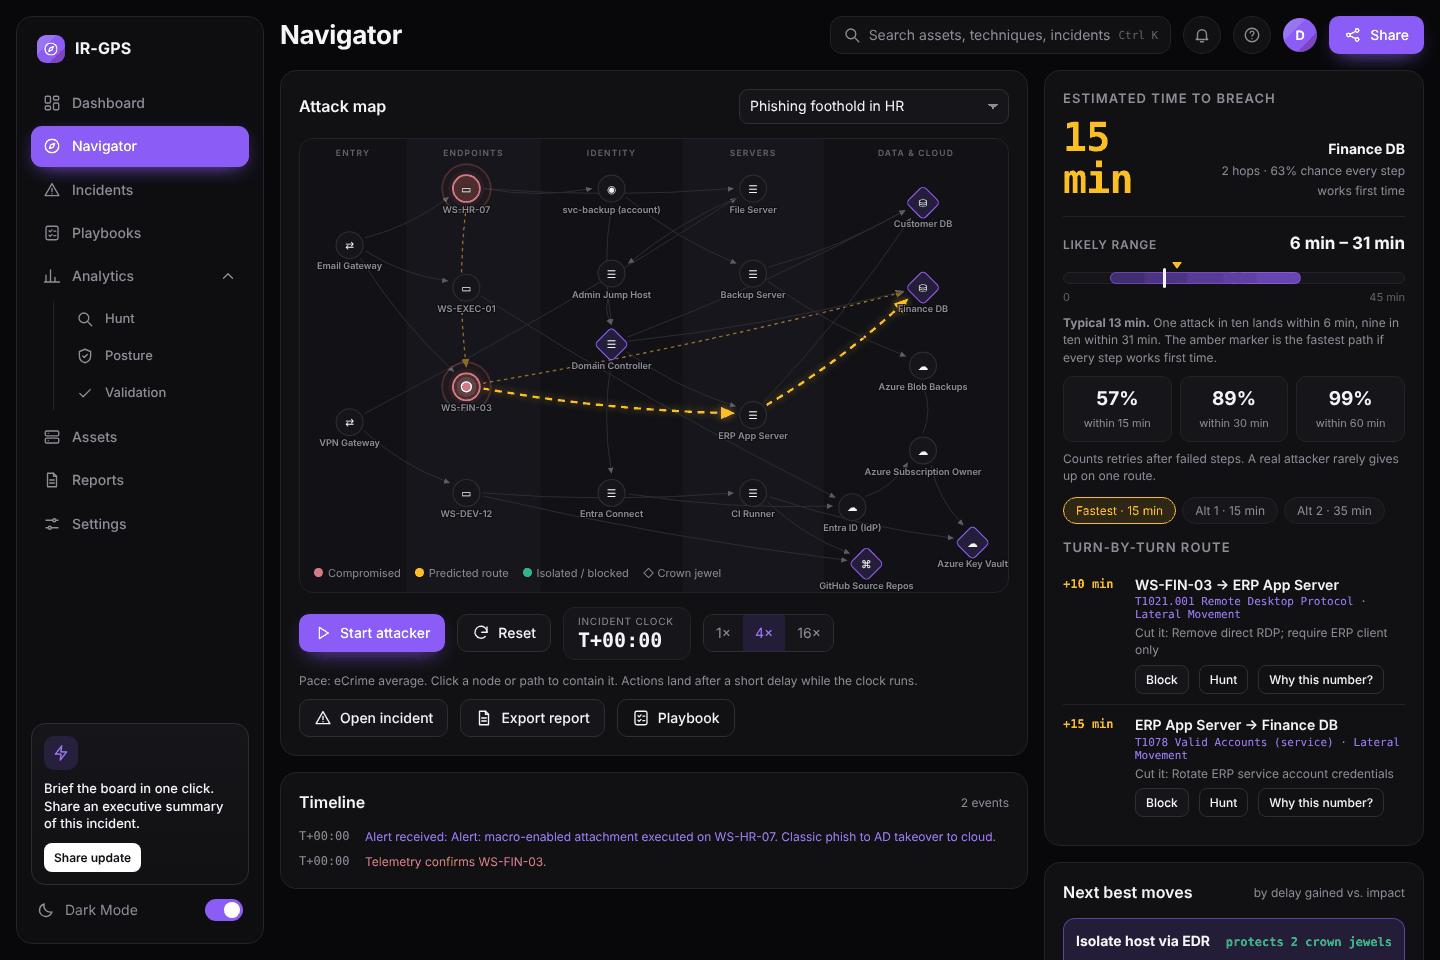 IR-GPS
Dashboard
Navigator
Incidents
Playbooks
Analytics
Hunt
Posture
Validation
Assets
Reports
Settings
Brief the board in one click.
Share an executive summary
of this incident.
Share update
Dark Mode
Navigator
Search assets, techniques, incidents Ctrl K
D
Share
Attack map
Phishing foothold in HR
ENTRY ENDPOINTS IDENTITY SERVERS DATA & CLOUD
WS-HR-07 svc-backup (account) File Server
Customer DB
Email Gateway
Admin Jump Host Backup Server
WS-EXEC-01 Finance DB
Domain Controller
Azure Blob Backups
WS-FIN-03
VPN Gateway ERP App Server
Azure Subscription Owner
WS-DEV-12 Entra Connect CI Runner
Entra ID (IdP)
Azure Key Vault
GitHub Source Repos
Compromised Predicted route Isolated / blocked Crown jewel
Start attacker
Reset
INCIDENT CLOCK
T+00:00
1× 4× 16×
Pace: eCrime average. Click a node or path to contain it. Actions land after a short delay while the clock runs.
Open incident
Export report
Playbook
Timeline 2 events
T+00:00 Alert received: Alert: macro-enabled attachment executed on WS-HR-07. Classic phish to AD takeover to cloud.
T+00:00 Telemetry confirms WS-FIN-03.
ESTIMATED TIME TO BREACH
15
min
Finance DB
2 hops · 63% chance every step
works first time
LIKELY RANGE 6 min – 31 min
0 45 min
Typical 13 min. One attack in ten lands within 6 min, nine in
ten within 31 min. The amber marker is the fastest path if
every step works first time.
57% 89% 99%
within 15 min within 30 min within 60 min
Counts retries after failed steps. A real attacker rarely gives
up on one route.
Fastest · 15 min Alt 1 · 15 min Alt 2 · 35 min
TURN-BY-TURN ROUTE
+10 min WS-FIN-03 → ERP App Server
T1021.001 Remote Desktop Protocol ·
Lateral Movement
Cut it: Remove direct RDP; require ERP client
only
Block Hunt Why this number?
+15 min ERP App Server → Finance DB
T1078 Valid Accounts (service) · Lateral
Movement
Cut it: Rotate ERP service account credentials
Block Hunt Why this number?
Next best moves by delay gained vs. impact
Isolate host via EDR protects 2 crown jewels